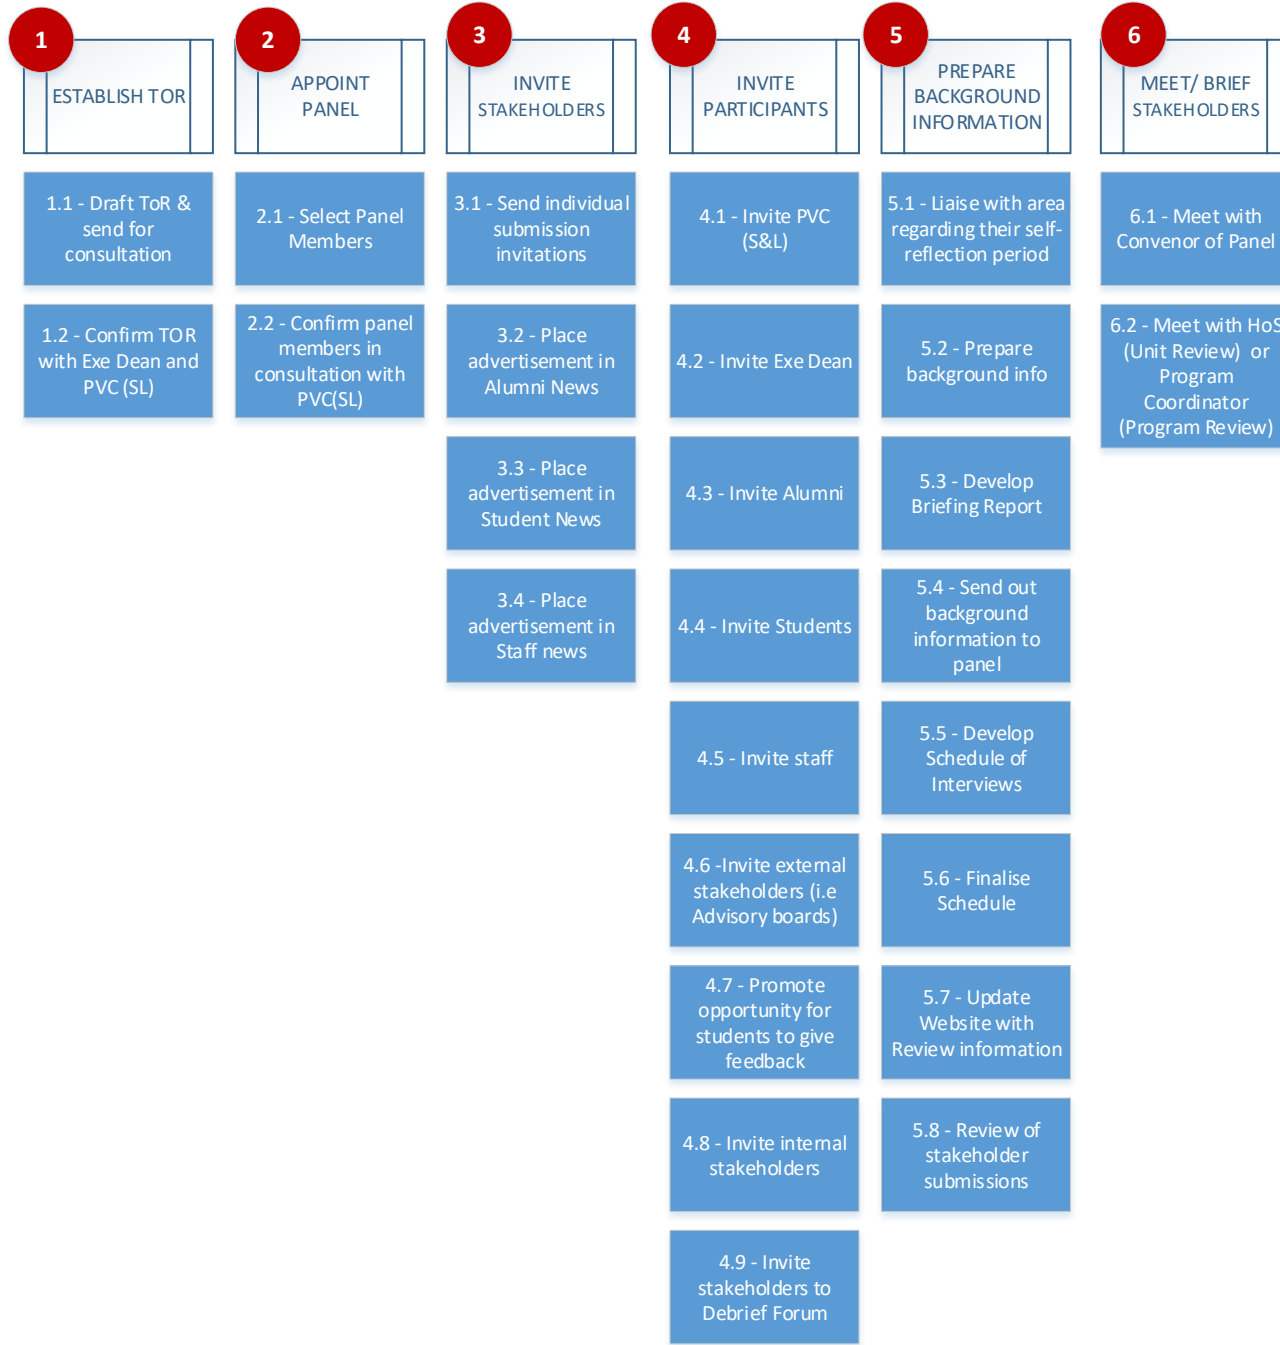 1
ESTABLISH TOR
1.1 - Draft ToR &
send for
consultation
1.2 - Confirm TOR
with Exe Dean and
PVC (SL)
2
APPOINT
PANEL
2.1 - Select Panel
Members
2.2 - Confirm panel
members in
consultation with
PVC(SL)
3
INVITE
STAKEHOLDERS
3.1 - Send individual
submission
invitations
3.2 - Place
advertisement in
Alumni News
3.3 - Place
advertisement in
Student News
3.4 - Place
advertisement in
Staff news
4
INVITE
PARTICIPANTS
4.1 - Invite PVC
(S&L)
4.2 - Invite Exe Dean
4.3 - Invite Alumni
4.4 - Invite Students
4.5 - Invite staff
4.6 -Invite external
stakeholders (i.e
Advisory boards)
4.7 - Promote
opportunity for
students to give
feedback
4.8 - Invite internal
stakeholders
4.9 - Invite
stakeholders to
Debrief Forum
5
PREPARE
BACKGROUND
INFORMATION
5.1 - Liaise with area
regarding their self-
reflection period
5.2 - Prepare
background info
5.3 - Develop
Briefing Report
5.4 - Send out
background
information to
panel
5.5 - Develop
Schedule of
Interviews
5.6 - Finalise
Schedule
5.7 - Update
Website with
Review information
5.8 - Review of
stakeholder
submissions
6
MEET/ BRIEF
STAKEHOLDERS
6.1 - Meet with
Convenor of Panel
6.2 - Meet with HoS
(Unit Review) or
Program
Coordinator
(Program Review)